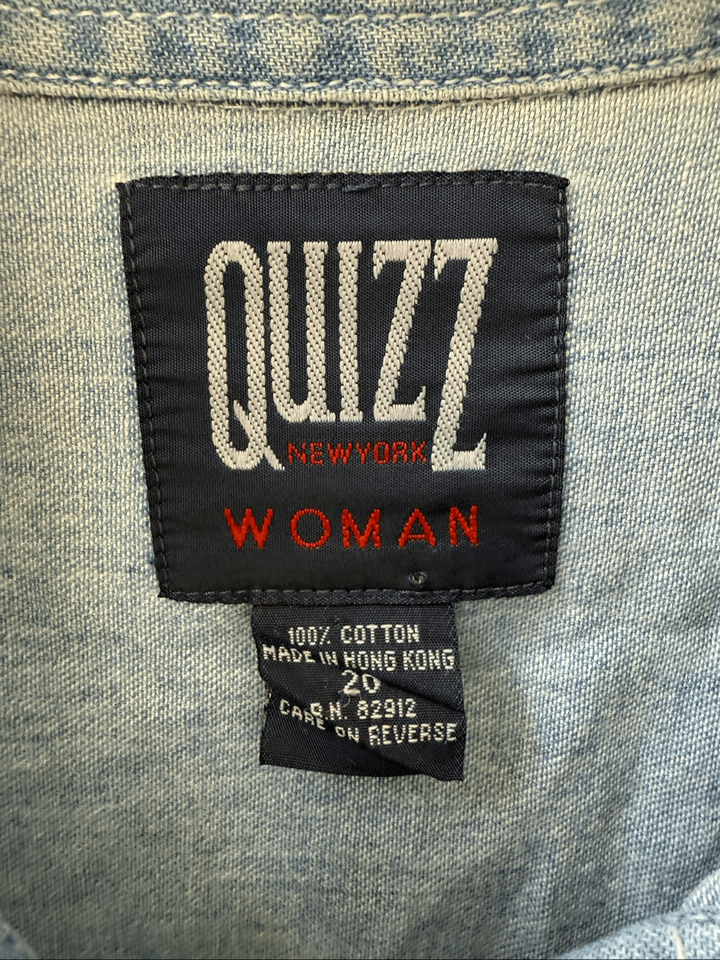 QUIZZ
NEWYORK
WOMAN
100% COTTON
MADE IN HONG KONG
20
R.N. 82912
CARE ON REVERSE